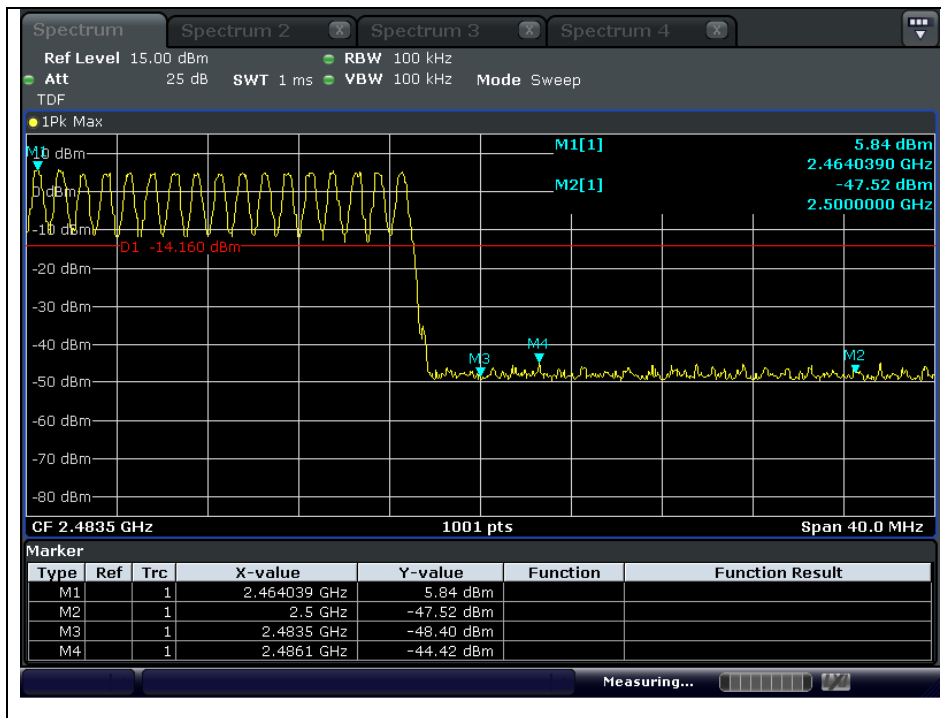 Spectrum Spectrum 2 X Spectrum 3 X Spectrum 4 X
Ref Level 15.00 dBm RBW 100 kHz
Att 25 dB SWT 1 ms VBW 100 kHz Mode Sweep
TDF
1Pk Max
M1[1] 5.84 dBm
2.4640390 GHz
M2[1] -47.52 dBm
2.5000000 GHz
M1
10 dBm
0 dBm
-10 dBm
D1 -14.160 dBm
-20 dBm
-30 dBm
-40 dBm
M3 M4 M2
-50 dBm
-60 dBm
-70 dBm
-80 dBm
CF 2.4835 GHz 1001 pts Span 40.0 MHz
Marker
Type Ref Trc X-value Y-value Function Function Result
M1 1 2.464039 GHz 5.84 dBm
M2 1 2.5 GHz -47.52 dBm
M3 1 2.4835 GHz -48.40 dBm
M4 1 2.4861 GHz -44.42 dBm
Measuring...